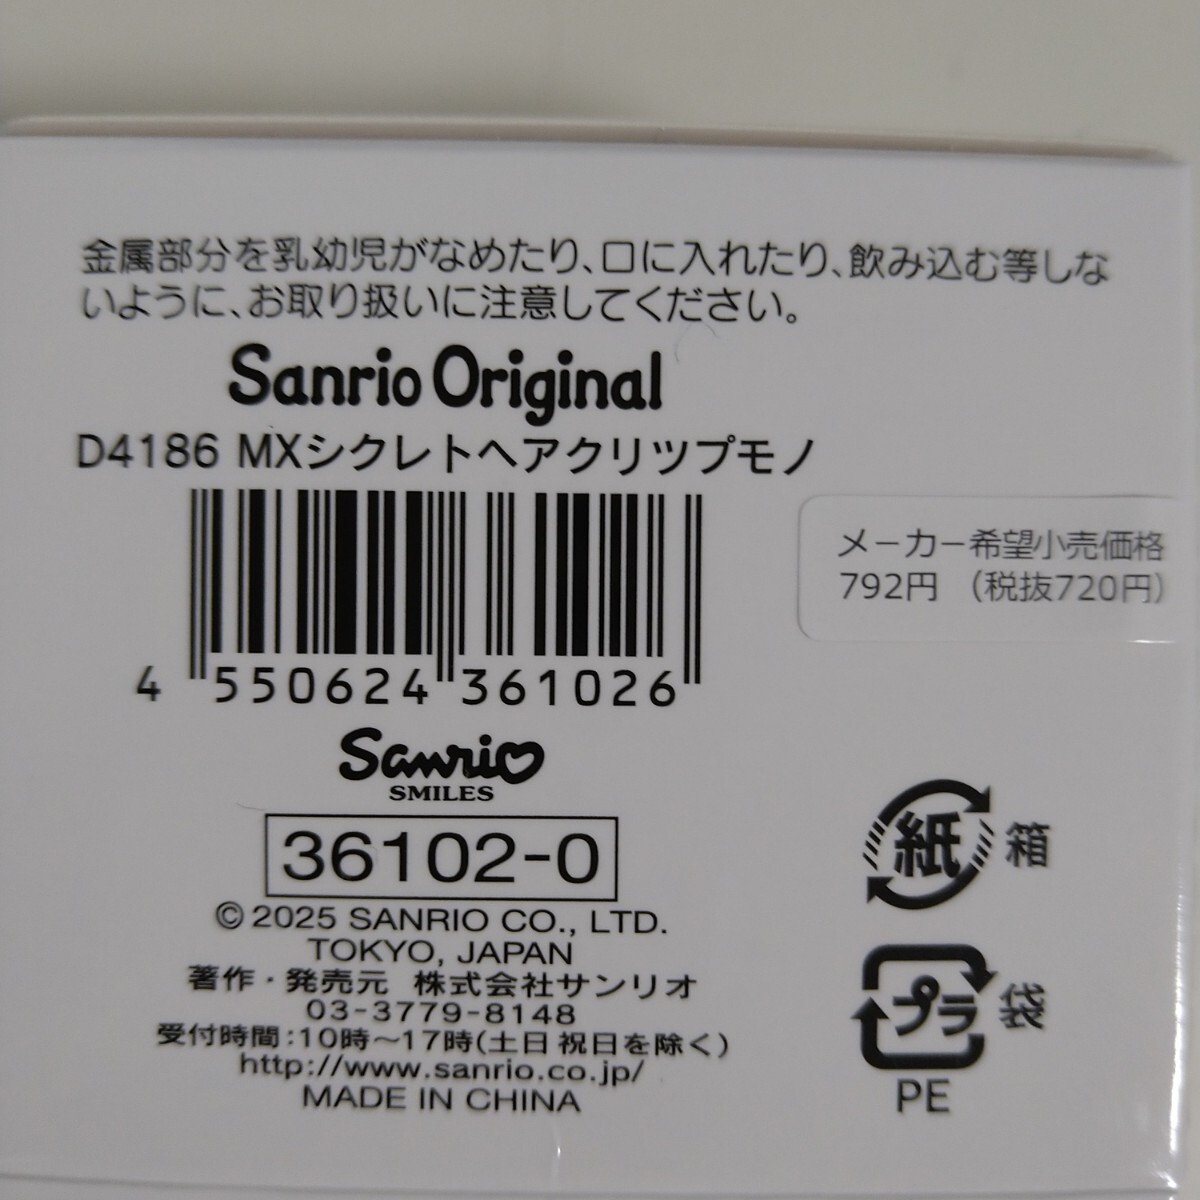 金属部分を乳幼児がなめたり、口に入れたり、飲み込む等しな
いように、お取り扱いに注意してください。
Sanrio Original
D4186 MXシクレトヘアクリツプモノ
メーカー希望小売価格
792円 (税抜720円)
4 550624 361026
Sanrio
SMILES
36102-0
© 2025 SANRIO CO., LTD.
TOKYO, JAPAN
著作・発売元 株式会社サンリオ
03-3779-8148
受付時間:10時〜17時(土日祝日を除く)
http://www.sanrio.co.jp/
MADE IN CHINA
紙 箱
プラ 袋
PE